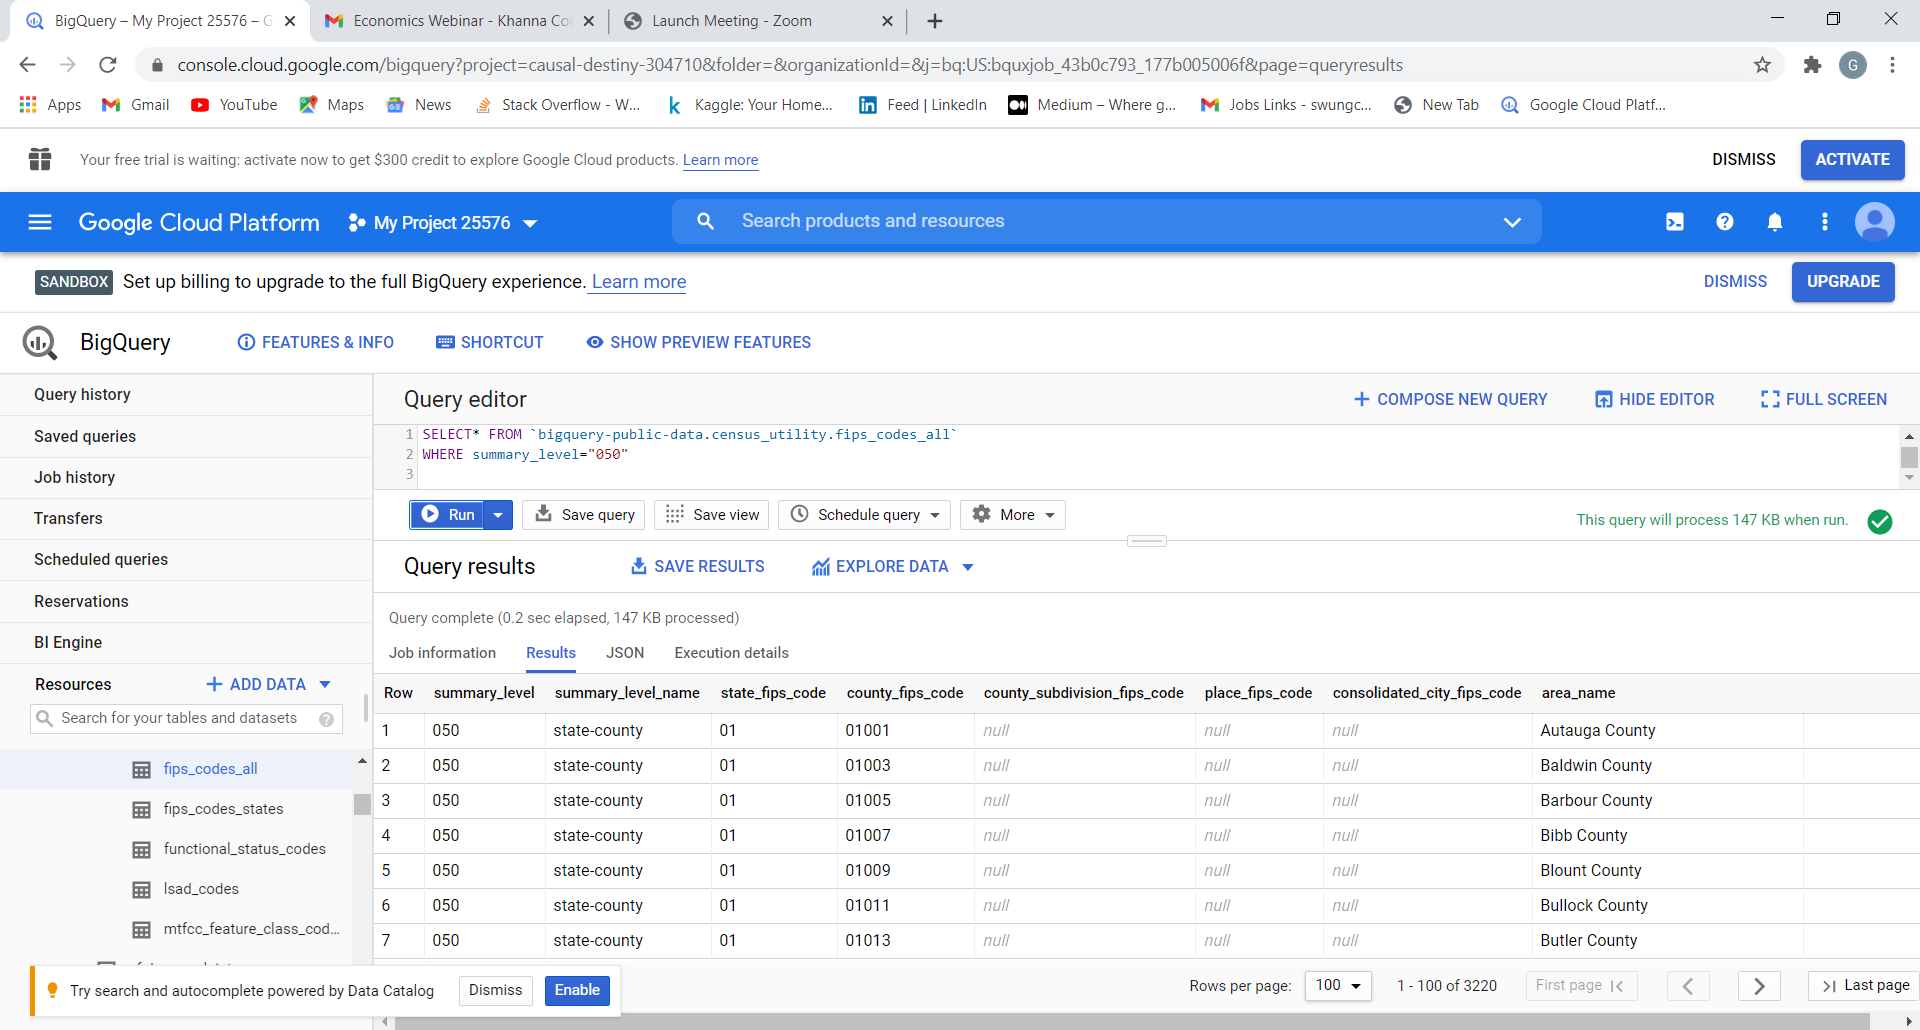 BigQuery – My Project 25576 – G
Economics Webinar - Khanna Co
Launch Meeting - Zoom
console.cloud.google.com/bigquery?project=causal-destiny-304710&folder=&organizationId=&j=bq:US:bquxjob_43b0c793_177b005006f&page=queryresults
G
Apps
Gmail
YouTube
Maps
News
Stack Overflow - W...
Kaggle: Your Home...
Feed | LinkedIn
Medium – Where g...
Jobs Links - swungc...
New Tab
Google Cloud Platf...
Your free trial is waiting: activate now to get $300 credit to explore Google Cloud products. Learn more
DISMISS
ACTIVATE
Google Cloud Platform
My Project 25576
Search products and resources
SANDBOX Set up billing to upgrade to the full BigQuery experience. Learn more
DISMISS
UPGRADE
BigQuery
FEATURES & INFO
SHORTCUT
SHOW PREVIEW FEATURES
Query history
Saved queries
Job history
Transfers
Scheduled queries
Reservations
BI Engine
Resources
ADD DATA
Search for your tables and datasets
fips_codes_all
fips_codes_states
functional_status_codes
lsad_codes
mtfcc_feature_class_cod...
Query editor
COMPOSE NEW QUERY
HIDE EDITOR
FULL SCREEN
1 SELECT* FROM `bigquery-public-data.census_utility.fips_codes_all`
2 WHERE summary_level="050"
3
Run
Save query
Save view
Schedule query
More
This query will process 147 KB when run.
Query results
SAVE RESULTS
EXPLORE DATA
Query complete (0.2 sec elapsed, 147 KB processed)
Job information
Results
JSON
Execution details
Row summary_level summary_level_name state_fips_code county_fips_code county_subdivision_fips_code place_fips_code consolidated_city_fips_code area_name
1 050 state-county 01 01001 null null null Autauga County
2 050 state-county 01 01003 null null null Baldwin County
3 050 state-county 01 01005 null null null Barbour County
4 050 state-county 01 01007 null null null Bibb County
5 050 state-county 01 01009 null null null Blount County
6 050 state-county 01 01011 null null null Bullock County
7 050 state-county 01 01013 null null null Butler County
Try search and autocomplete powered by Data Catalog
Dismiss
Enable
Rows per page: 100
1 - 100 of 3220
First page
Last page